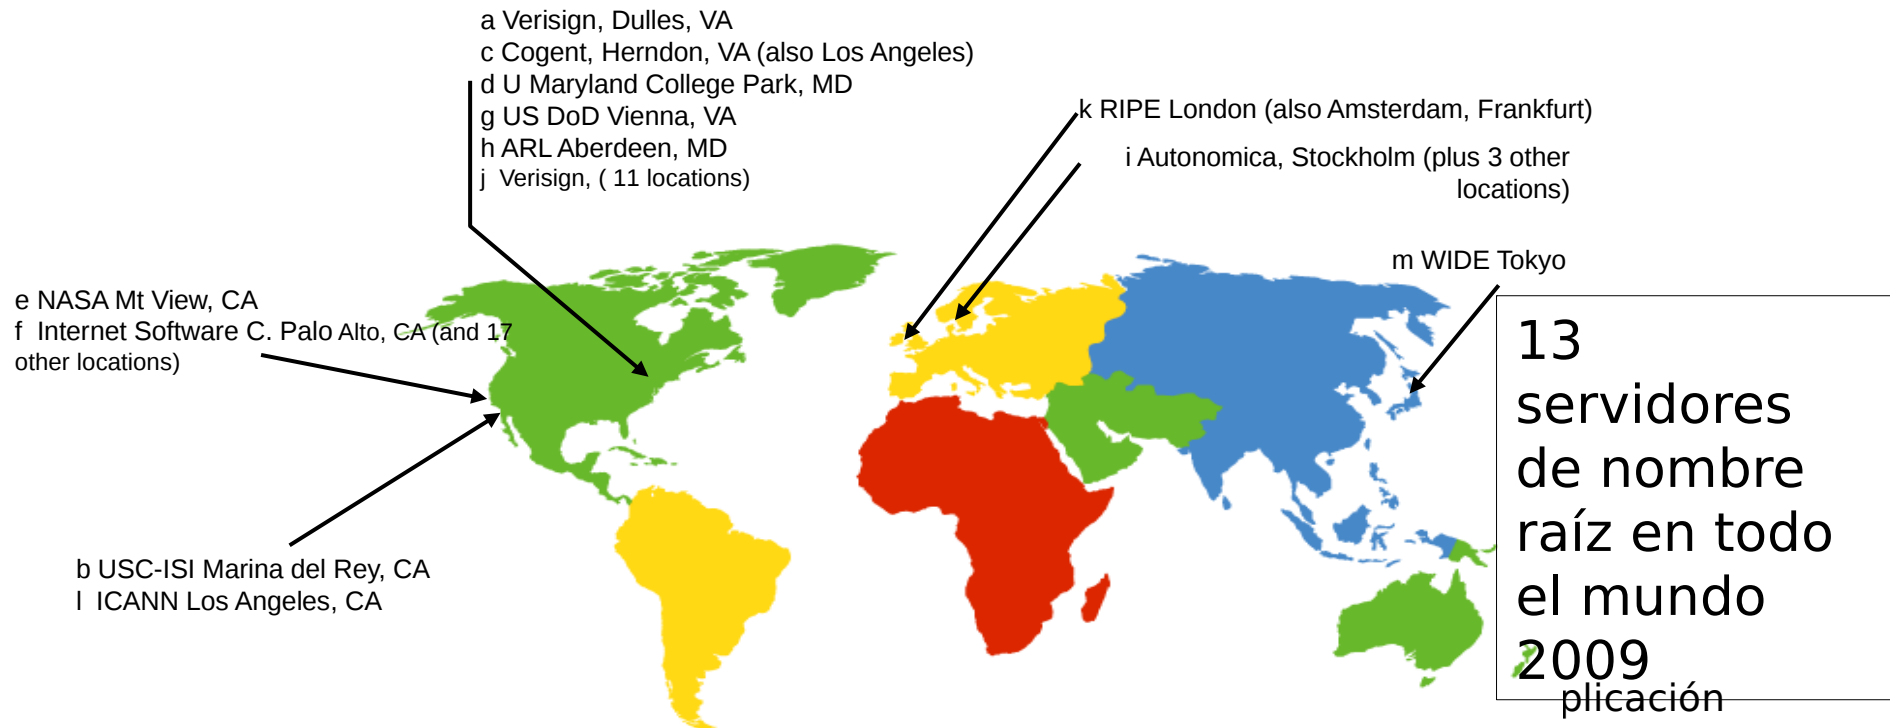 a Verisign, Dulles, VA
c Cogent, Herndon, VA (also Los Angeles)
d U Maryland College Park, MD
g US DoD Vienna, VA
h ARL Aberdeen, MD
j Verisign, ( 11 locations)
k RIPE London (also Amsterdam, Frankfurt)
i Autonomica, Stockholm (plus 3 other
locations)
m WIDE Tokyo
e NASA Mt View, CA
f Internet Software C. Palo Alto, CA (and 17
other locations)
b USC-ISI Marina del Rey, CA
l ICANN Los Angeles, CA
13
servidores
de nombre
raíz en todo
el mundo
2009
plicación